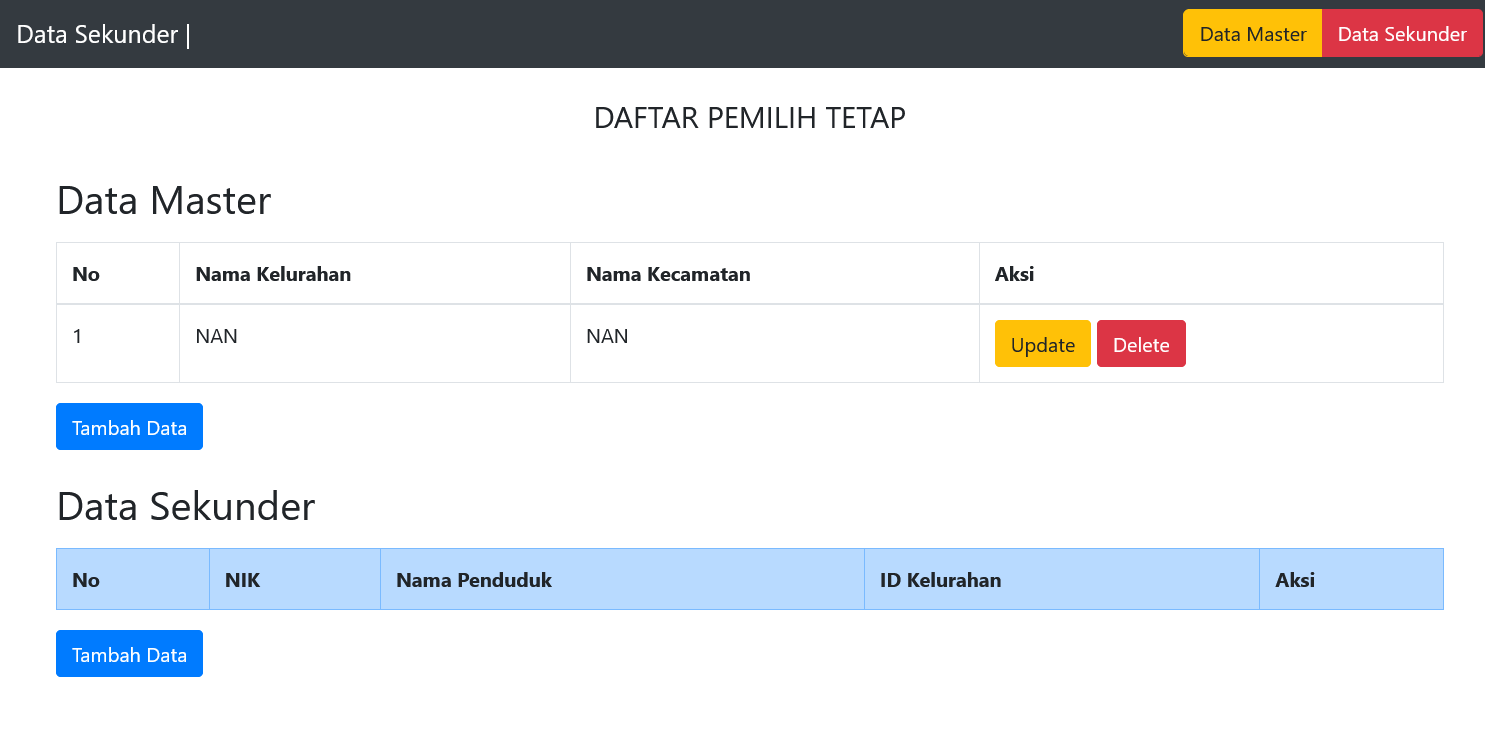 Data Sekunder | Data Master Data Sekunder
DAFTAR PEMILIH TETAP
Data Master
No Nama Kelurahan Nama Kecamatan Aksi
1 NAN NAN Update Delete
Tambah Data
Data Sekunder
No NIK Nama Penduduk ID Kelurahan Aksi
Tambah Data